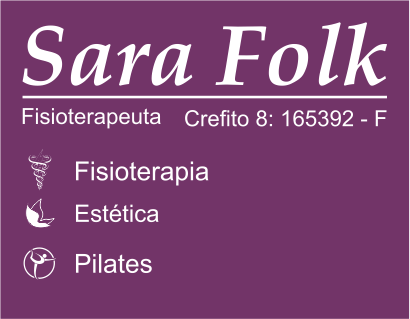 Sara Folk
Fisioterapeuta Crefito 8: 165392 - F
Fisioterapia
Estética
Pilates